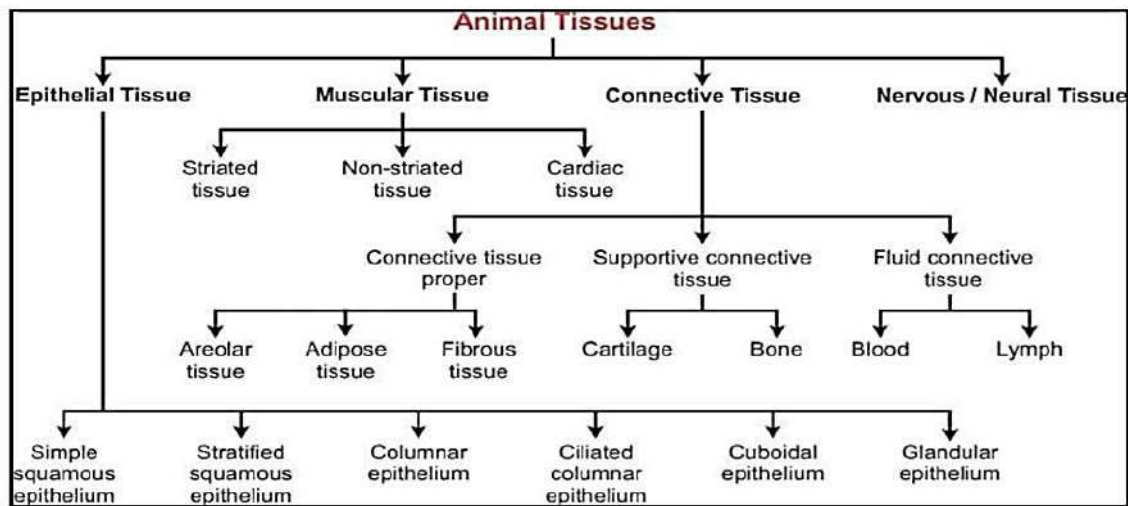 Animal Tissues
Epithelial Tissue
Muscular Tissue
Connective Tissue
Nervous / Neural Tissue
Striated
tissue
Non-striated
tissue
Cardiac
tissue
Connective tissue
proper
Supportive connective
tissue
Fluid connective
tissue
Areolar
tissue
Adipose
tissue
Fibrous
tissue
Cartilage
Bone
Blood
Lymph
Simple
squamous
epithelium
Stratified
squamous
epithelium
Columnar
epithelium
Ciliated
columnar
epithelium
Cuboidal
epithelium
Glandular
epithelium